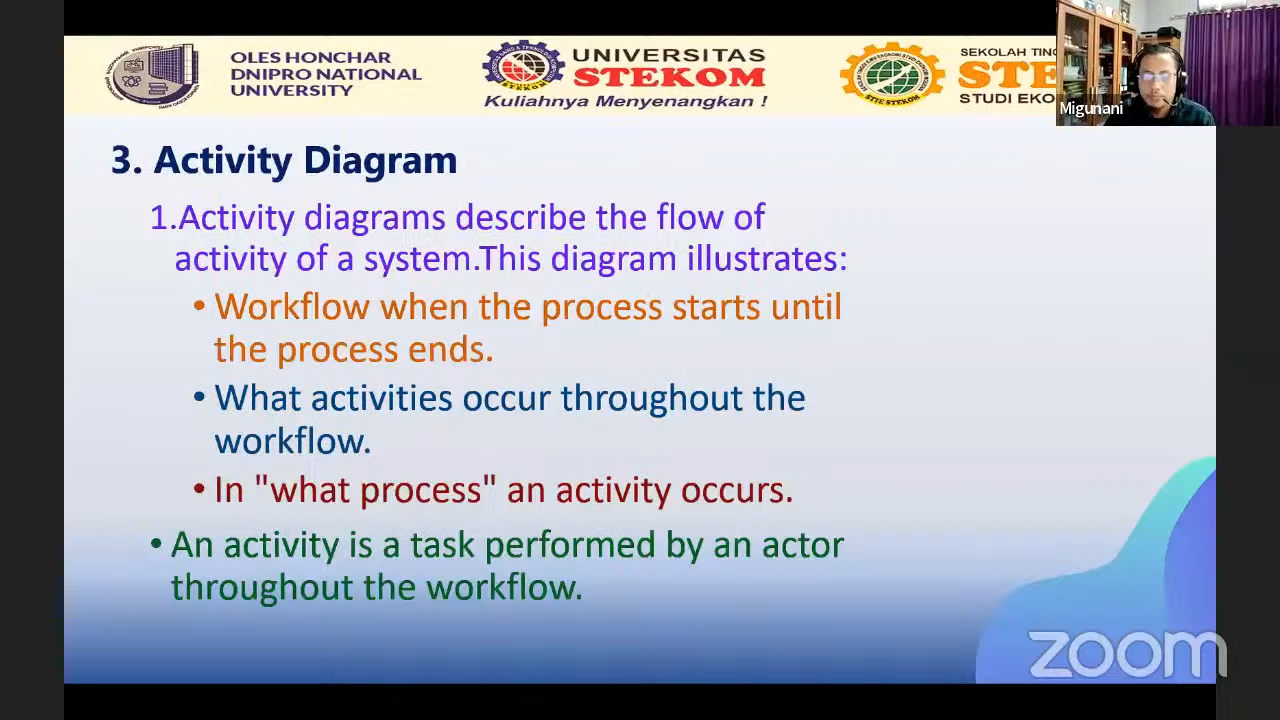 OLES HONCHAR
DNIPRO NATIONAL
UNIVERSITY
UNIVERSITAS
STEKOM
Kuliahnya Menyenangkan !
SEKOLAH TING
STE
STUDI EKO
Migunani
3. Activity Diagram
1.Activity diagrams describe the flow of
activity of a system.This diagram illustrates:
• Workflow when the process starts until
the process ends.
• What activities occur throughout the
workflow.
• In "what process" an activity occurs.
• An activity is a task performed by an actor
throughout the workflow.
zoom